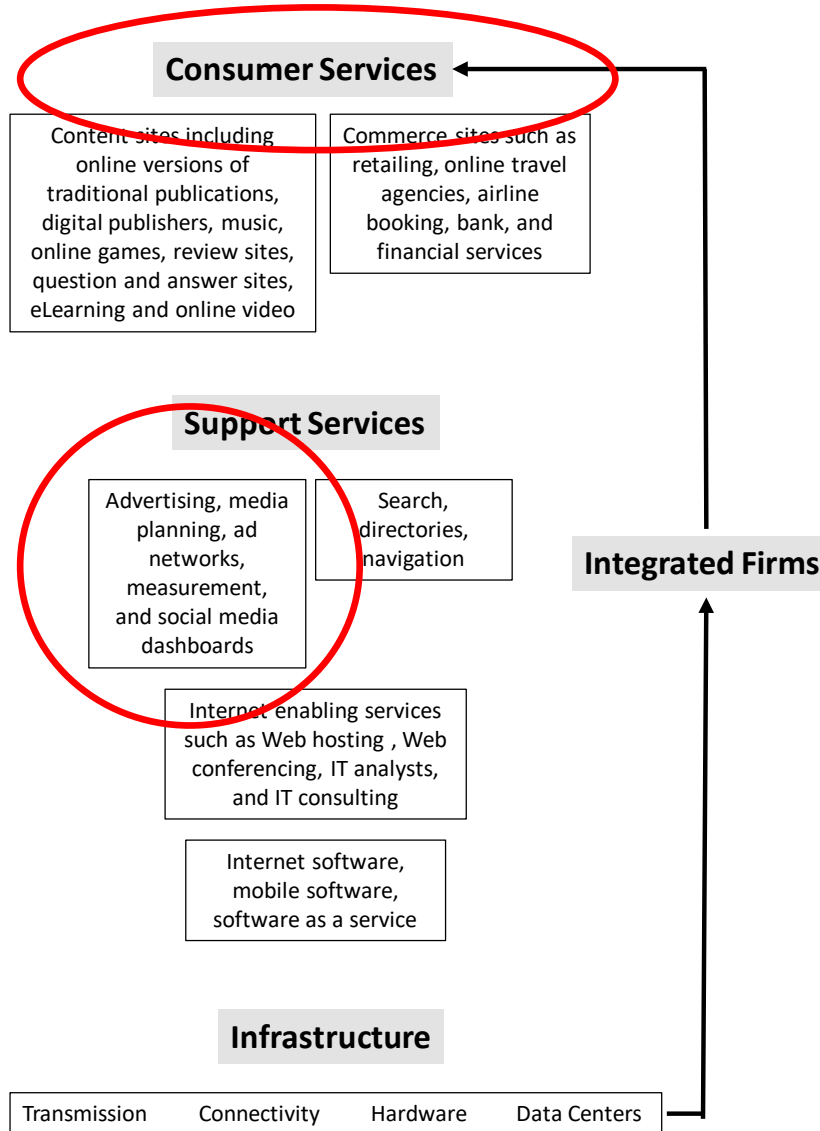 Consumer Services
Content sites including
online versions of
traditional publications,
digital publishers, music,
online games, review sites,
question and answer sites,
eLearning and online video
Commerce sites such as
retailing, online travel
agencies, airline
booking, bank, and
financial services
Support Services
Advertising, media
planning, ad
networks,
measurement,
and social media
dashboards
Search,
directories,
navigation
Integrated Firms
Internet enabling services
such as Web hosting , Web
conferencing, IT analysts,
and IT consulting
Internet software,
mobile software,
software as a service
Infrastructure
Transmission Connectivity Hardware Data Centers